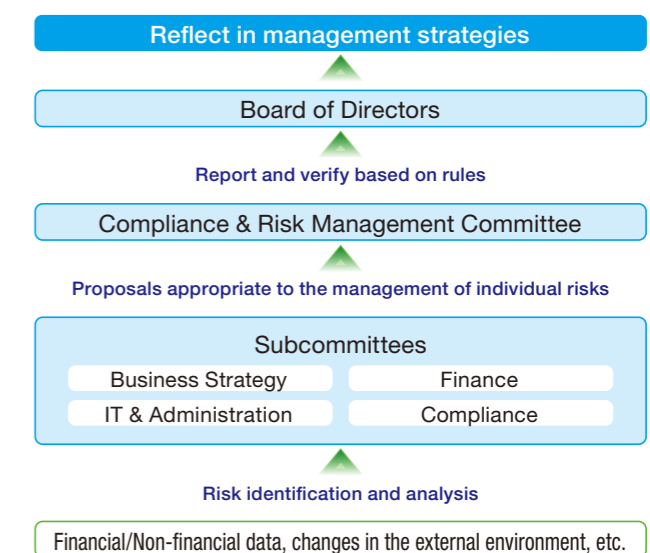 Reflect in management strategies
Board of Directors
Report and verify based on rules
Compliance & Risk Management Committee
Proposals appropriate to the management of individual risks
Subcommittees
Business Strategy
Finance
IT & Administration
Compliance
Risk identification and analysis
Financial/Non-financial data, changes in the external environment, etc.